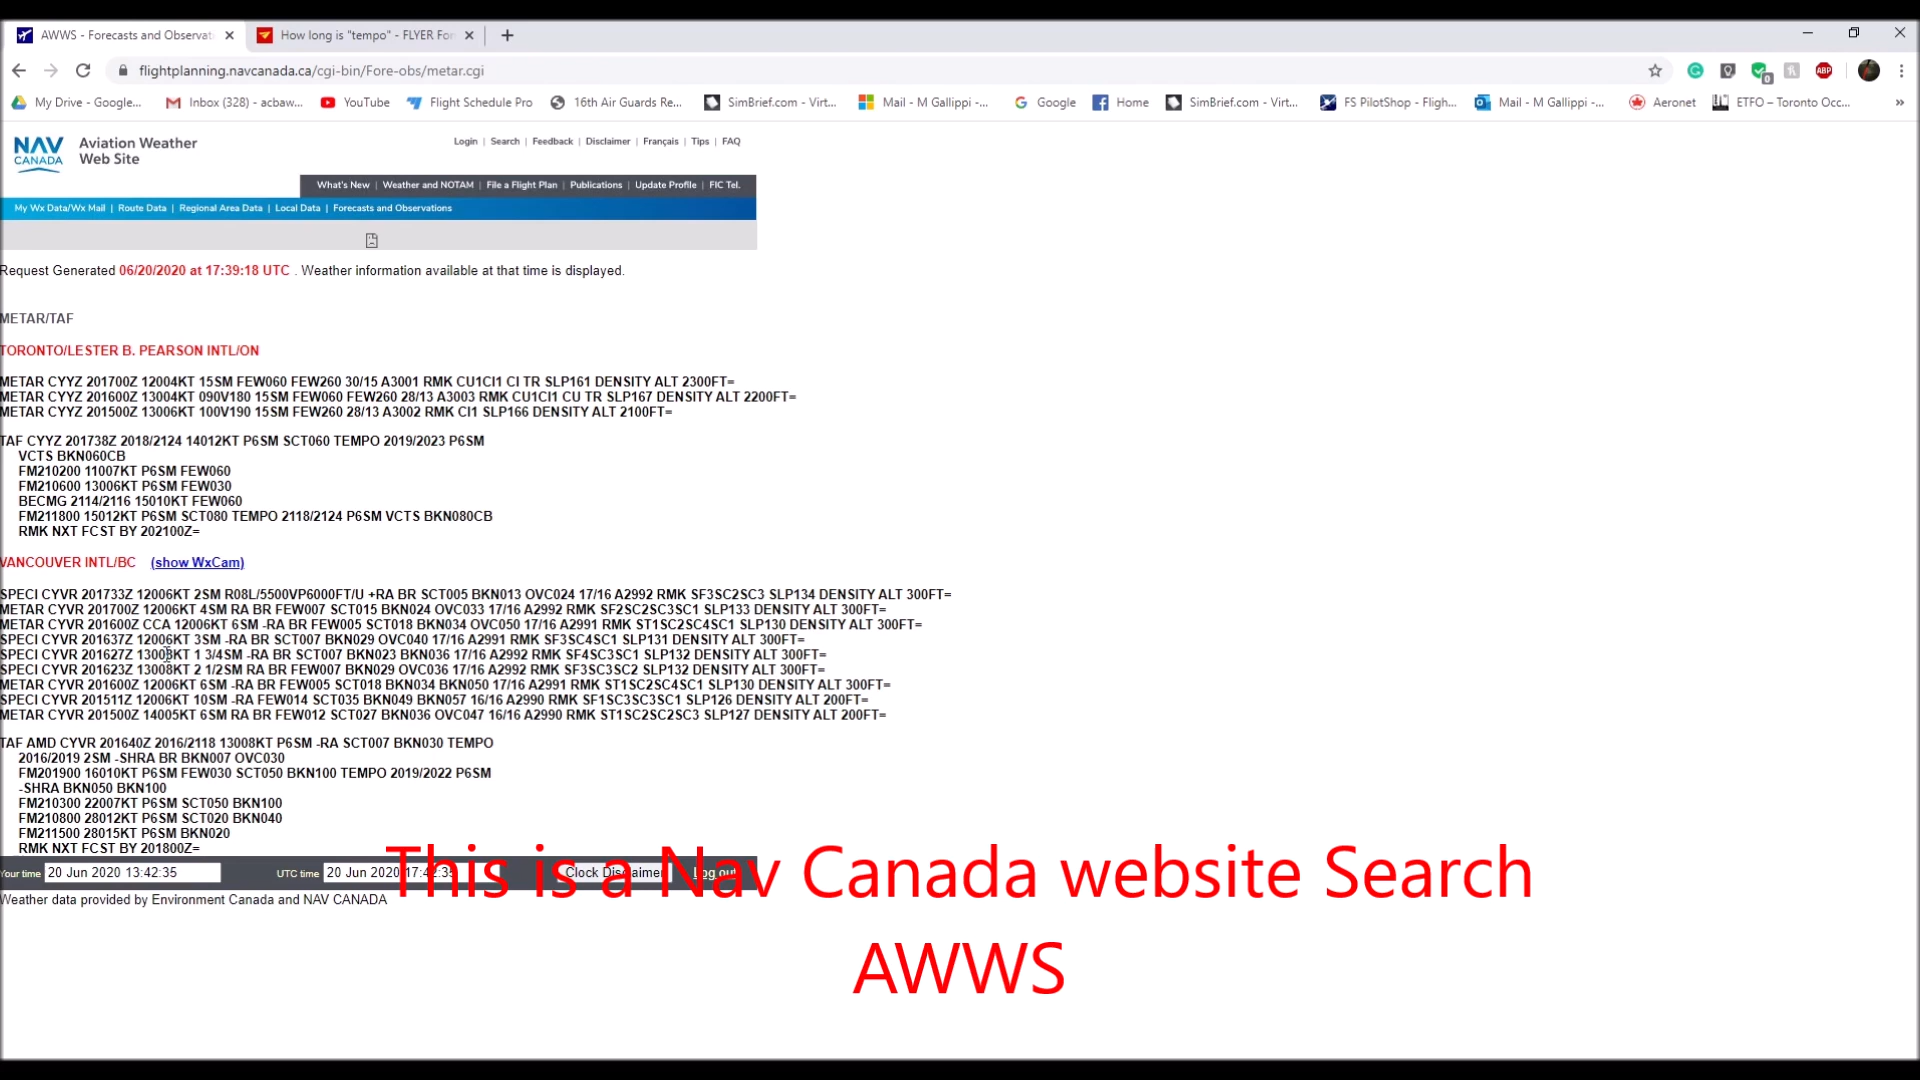 AWWS - Forecasts and Observat
How long is "tempo" - FLYER For
flightplanning.navcanada.ca/cgi-bin/Fore-obs/metar.cgi
0
ABP
My Drive - Google...
Inbox (328) - acbaw...
YouTube
Flight Schedule Pro
16th Air Guards Re...
SimBrief.com - Virt...
Mail - M Gallippi -...
Google
Home
SimBrief.com - Virt...
FS PilotShop - Fligh...
Mail - M Gallippi -...
Aeronet
ETFO – Toronto Occ...
NAV CANADA
Aviation Weather
Web Site
Login | Search | Feedback | Disclaimer | Français | Tips | FAQ
What's New | Weather and NOTAM | File a Flight Plan | Publications | Update Profile | FIC Tel.
My Wx Data/Wx Mail | Route Data | Regional Area Data | Local Data | Forecasts and Observations
Request Generated 06/20/2020 at 17:39:18 UTC . Weather information available at that time is displayed.
METAR/TAF
TORONTO/LESTER B. PEARSON INTL/ON
METAR CYYZ 201700Z 12004KT 15SM FEW060 FEW260 30/15 A3001 RMK CU1CI1 CI TR SLP161 DENSITY ALT 2300FT=
METAR CYYZ 201600Z 13004KT 090V180 15SM FEW060 FEW260 28/13 A3003 RMK CU1CI1 CU TR SLP167 DENSITY ALT 2200FT=
METAR CYYZ 201500Z 13006KT 100V190 15SM FEW260 28/13 A3002 RMK CI1 SLP166 DENSITY ALT 2100FT=
TAF CYYZ 201738Z 2018/2124 14012KT P6SM SCT060 TEMPO 2019/2023 P6SM
VCTS BKN060CB
FM210200 11007KT P6SM FEW060
FM210600 13006KT P6SM FEW030
BECMG 2114/2116 15010KT FEW060
FM211800 15012KT P6SM SCT080 TEMPO 2118/2124 P6SM VCTS BKN080CB
RMK NXT FCST BY 202100Z=
VANCOUVER INTL/BC (show WxCam)
SPECI CYVR 201733Z 12006KT 2SM R08L/5500VP6000FT/U +RA BR SCT005 BKN013 OVC024 17/16 A2992 RMK SF3SC2SC3 SLP134 DENSITY ALT 300FT=
METAR CYVR 201700Z 12006KT 4SM RA BR FEW007 SCT015 BKN024 OVC033 17/16 A2992 RMK SF2SC2SC3SC1 SLP133 DENSITY ALT 300FT=
METAR CYVR 201600Z CCA 12006KT 6SM -RA BR FEW005 SCT018 BKN034 OVC050 17/16 A2991 RMK ST1SC2SC4SC1 SLP130 DENSITY ALT 300FT=
SPECI CYVR 201637Z 12006KT 3SM -RA BR SCT007 BKN029 OVC040 17/16 A2991 RMK SF3SC4SC1 SLP131 DENSITY ALT 300FT=
SPECI CYVR 201627Z 13008KT 1 3/4SM -RA BR SCT007 BKN023 BKN036 17/16 A2992 RMK SF4SC3SC1 SLP132 DENSITY ALT 300FT=
SPECI CYVR 201623Z 13008KT 2 1/2SM RA BR FEW007 BKN029 OVC036 17/16 A2992 RMK SF3SC3SC2 SLP132 DENSITY ALT 300FT=
METAR CYVR 201600Z 12006KT 6SM -RA BR FEW005 SCT018 BKN034 BKN050 17/16 A2991 RMK ST1SC2SC4SC1 SLP130 DENSITY ALT 300FT=
SPECI CYVR 201511Z 12006KT 10SM -RA FEW014 SCT035 BKN049 BKN057 16/16 A2990 RMK SF1SC3SC3SC1 SLP126 DENSITY ALT 200FT=
METAR CYVR 201500Z 14005KT 6SM RA BR FEW012 SCT027 BKN036 OVC047 16/16 A2990 RMK ST1SC2SC2SC3 SLP127 DENSITY ALT 200FT=
TAF AMD CYVR 201640Z 2016/2118 13008KT P6SM -RA SCT007 BKN030 TEMPO
2016/2019 2SM -SHRA BR BKN007 OVC030
FM201900 16010KT P6SM FEW030 SCT050 BKN100 TEMPO 2019/2022 P6SM
-SHRA BKN050 BKN100
FM210300 22007KT P6SM SCT050 BKN100
FM210800 28012KT P6SM SCT020 BKN040
FM211500 28015KT P6SM BKN020
RMK NXT FCST BY 201800Z=
Your time 20 Jun 2020 13:42:35 UTC time 20 Jun 2020 17:42:35 Clock Disclaimer Log out
Weather data provided by Environment Canada and NAV CANADA
This is a Nav Canada website Search
AWWS